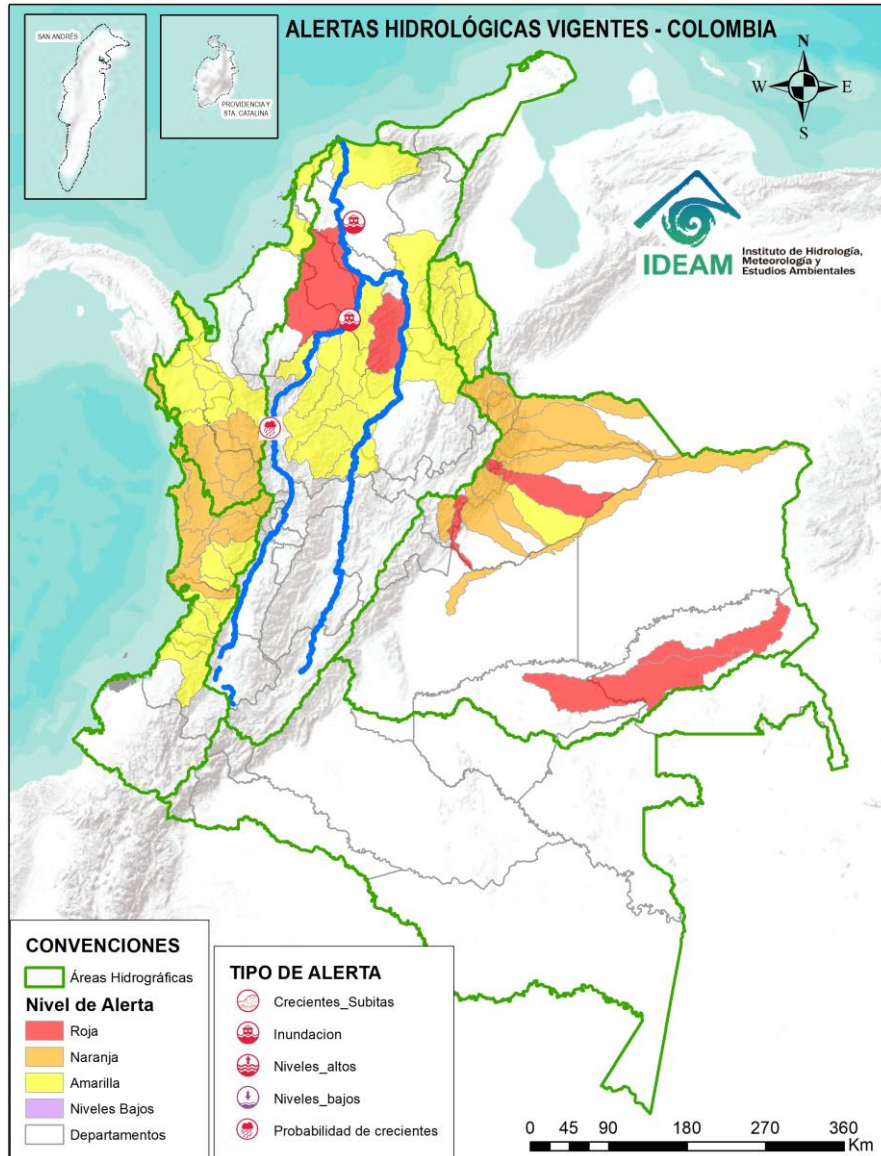 ALERTAS HIDROLÓGICAS VIGENTES - COLOMBIA
SAN ANDRÉS
PROVIDENCIA Y
STA. CATALINA
N
W
E
S
IDEAM
Instituto de Hidrología,
Meteorología y
Estudios Ambientales
CONVENCIONES
Áreas Hidrográficas
Nivel de Alerta
Roja
Naranja
Amarilla
Niveles Bajos
Departamentos
TIPO DE ALERTA
Crecientes_Subitas
Inundacion
Niveles_altos
Niveles_bajos
Probabilidad de crecientes
0 45 90 180 270 360
Km